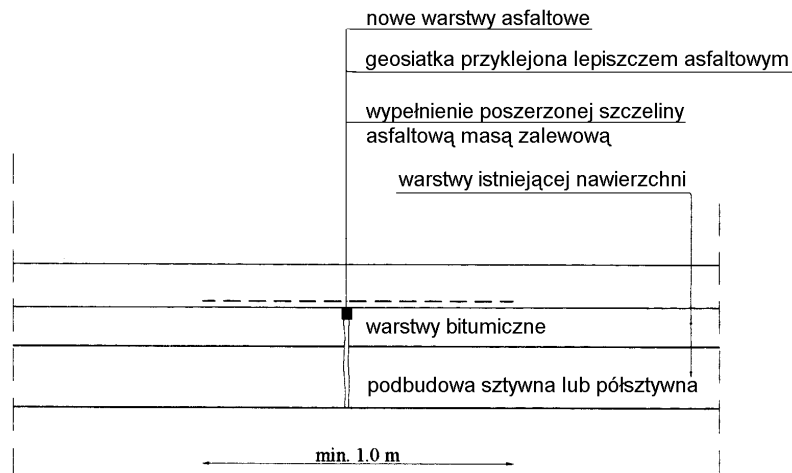 nowe warstwy asfaltowe
geosiatka przyklejona lepiszczem asfaltowym
wypełnienie poszerzonej szczeliny
asfaltową masą zalewową
warstwy istniejącej nawierzchni
warstwy bitumiczne
podbudowa sztywna lub półsztywna
min. 1.0 m